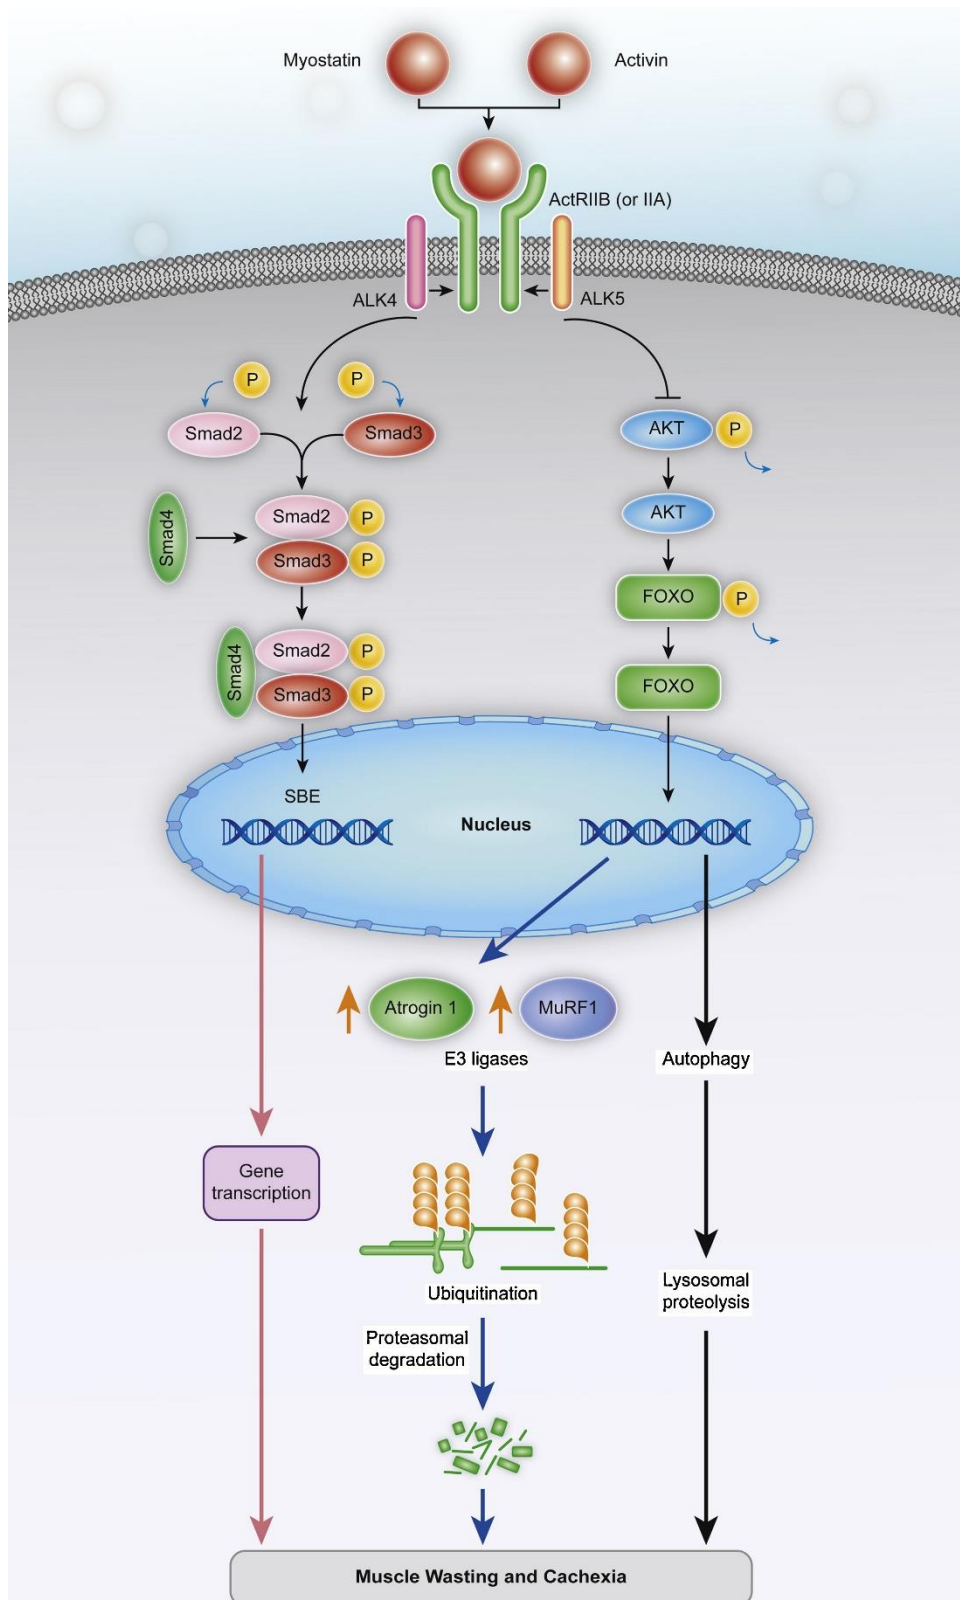 Myostatin
Activin
ActRIIB (or IIA)
ALK4
ALK5
P
P
Smad2
Smad3
AKT
P
Smad4
Smad2
P
Smad3
P
AKT
FOXO
P
Smad4
Smad2
P
Smad3
P
FOXO
SBE
Nucleus
Atrogin 1
MuRF1
E3 ligases
Autophagy
Gene
transcription
Ubiquitination
Lysosomal
proteolysis
Proteasomal
degradation
Muscle Wasting and Cachexia